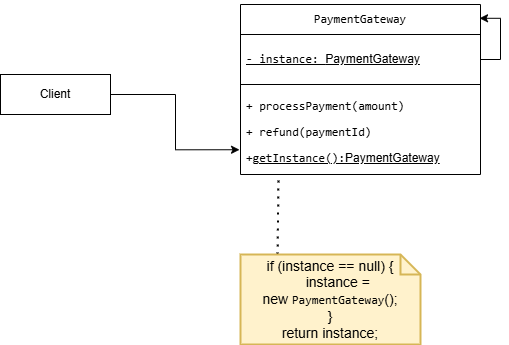 PaymentGateway
- instance: PaymentGateway
Client
+ processPayment(amount)
+ refund(paymentId)
+getInstance():PaymentGateway
if (instance == null) {
instance =
new PaymentGateway();
}
return instance;